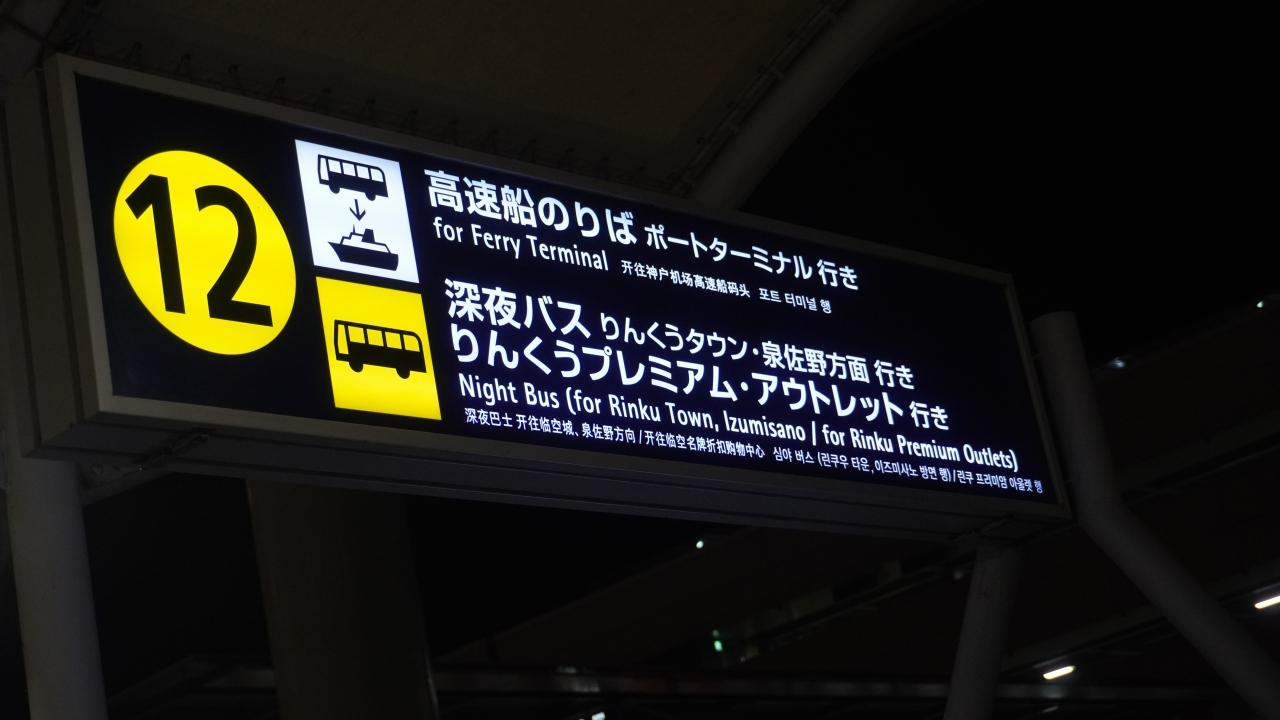 12
高速船のりば ポートターミナル 行き
for Ferry Terminal 开往神户机场高速船码头 포트 터미널 행
深夜バス りんくうタウン・泉佐野方面 行き
りんくうプレミアム・アウトレット 行き
Night Bus (for Rinku Town, Izumisano | for Rinku Premium Outlets)
深夜巴士 开往临空城、泉佐野方向 / 开往临空名牌折扣购物中心 심야 버스 (린쿠우 타운, 이즈미사노 방면 행) / 린쿠 프리미엄 아울렛 행